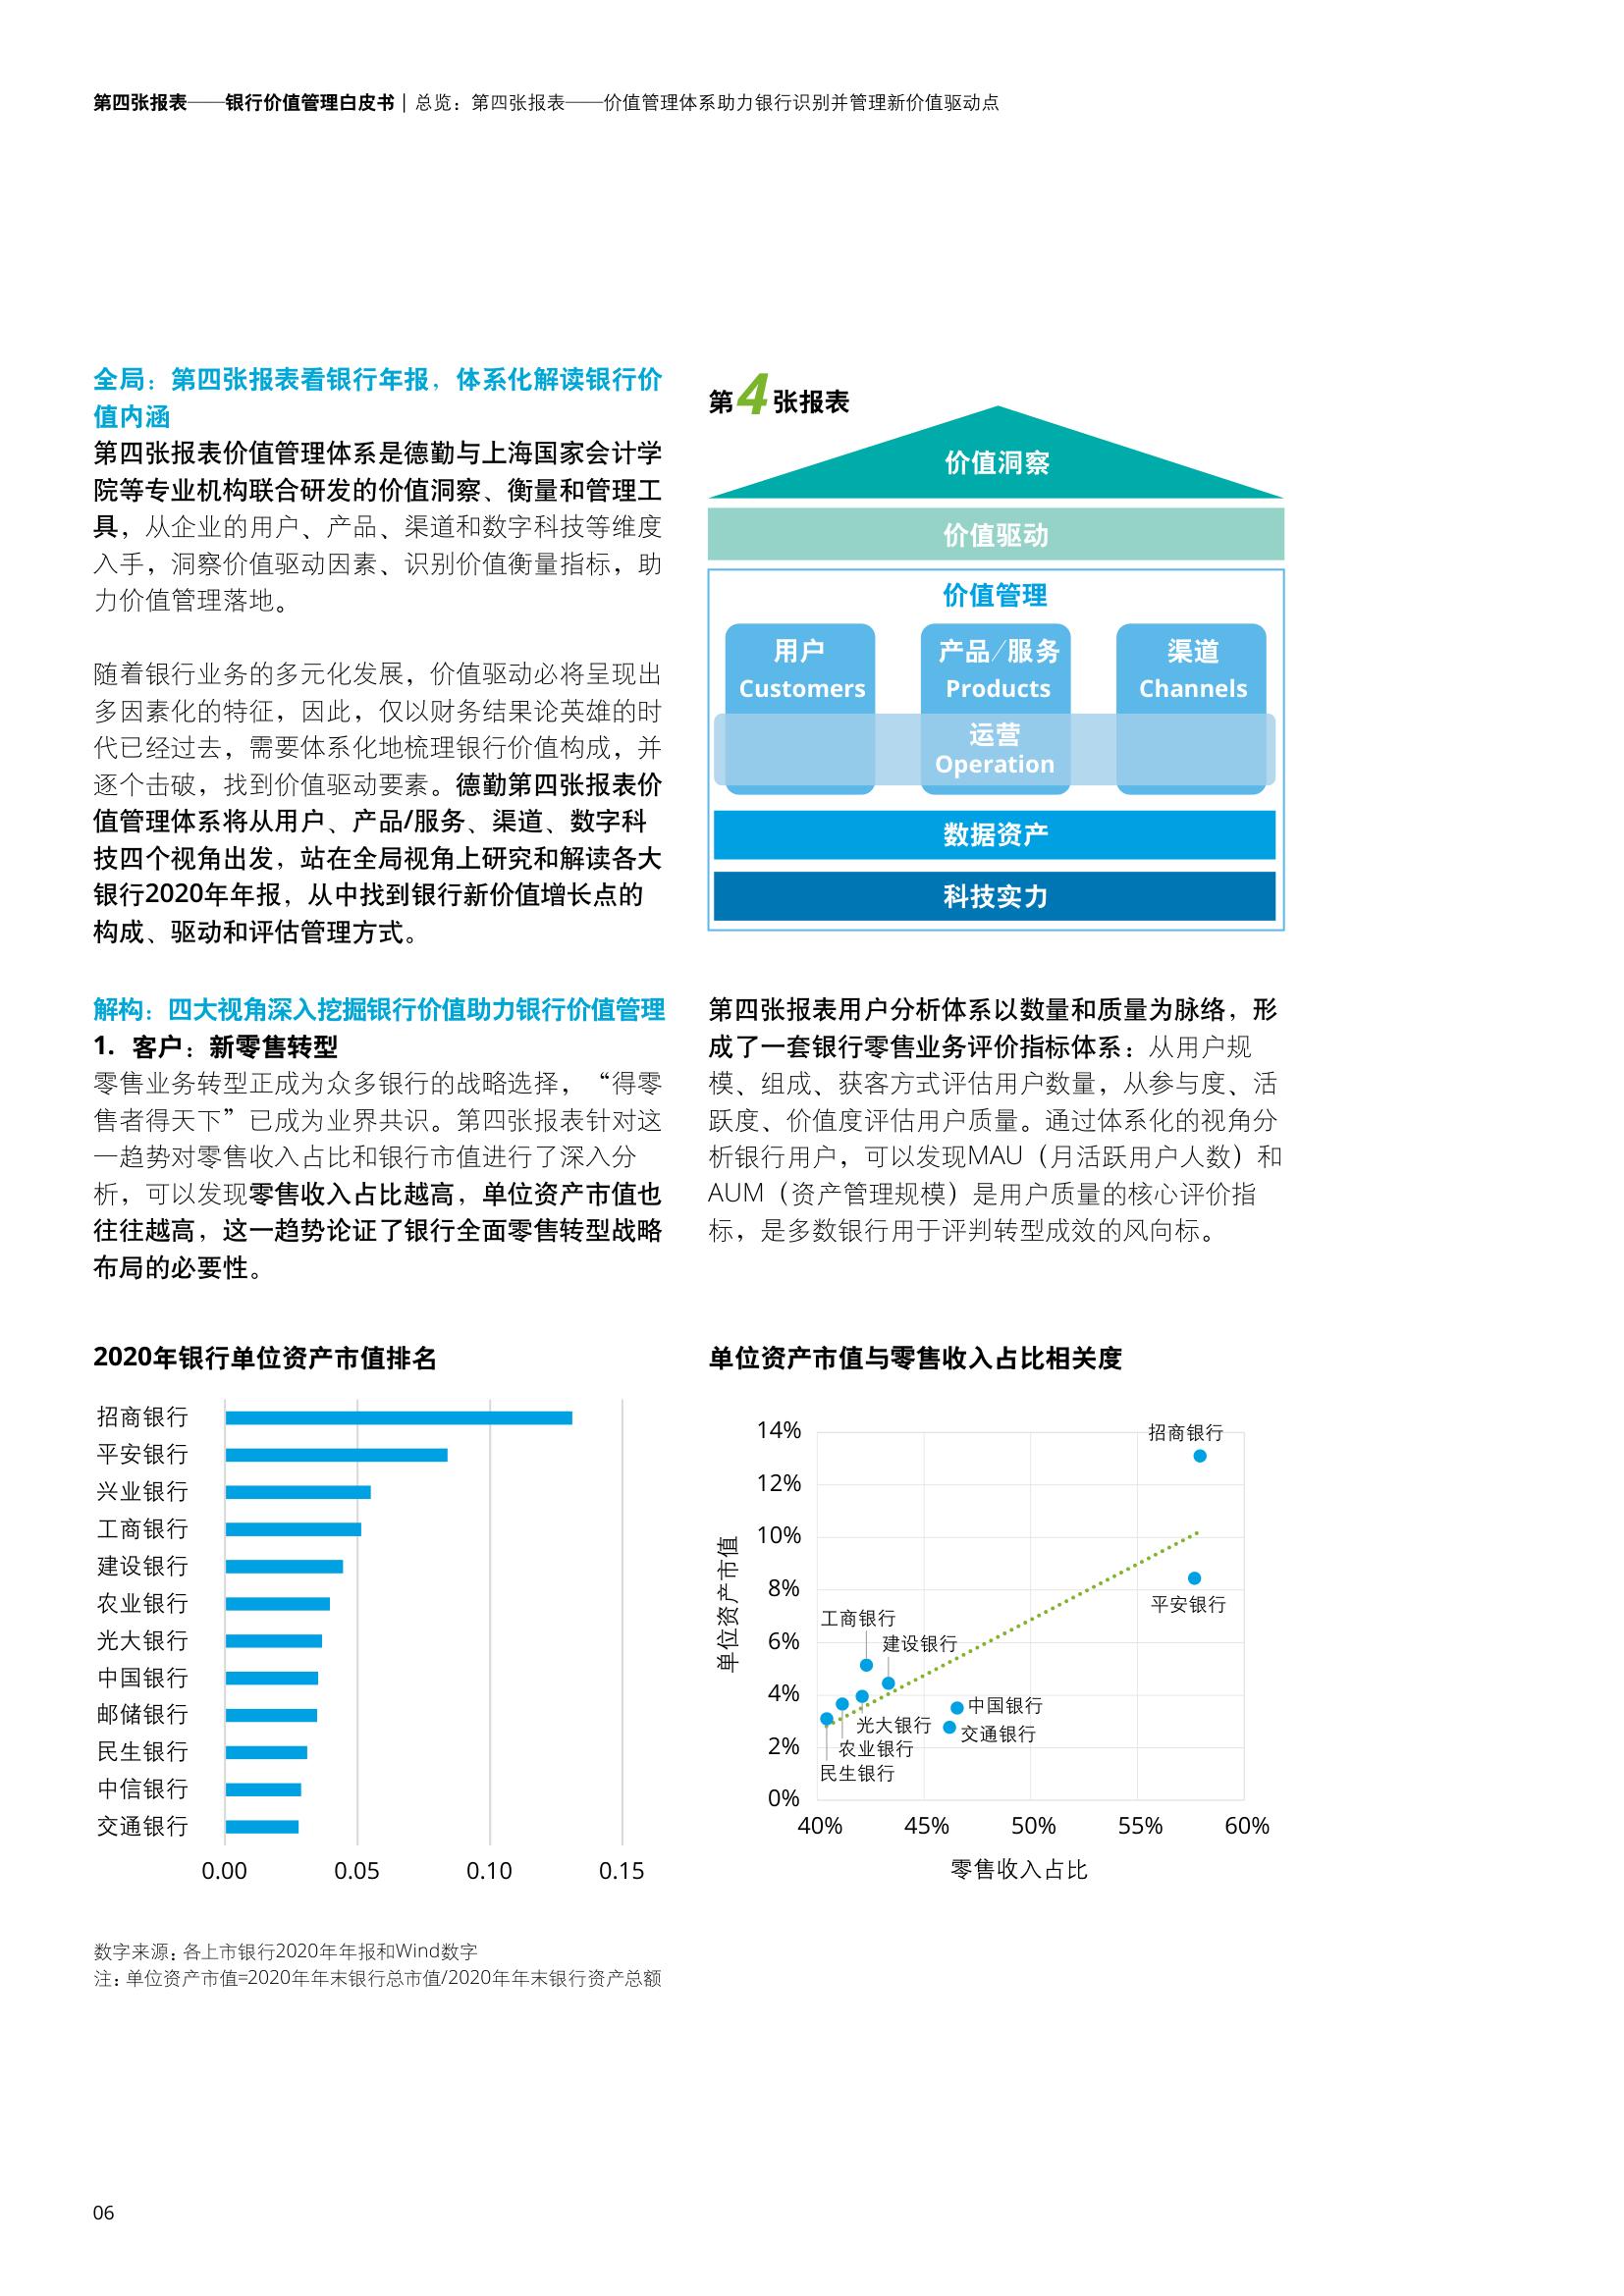 第四张报表——银行价值管理白皮书 | 总览：第四张报表——价值管理体系助力银行识别并管理新价值驱动点
全局：第四张报表看银行年报，体系化解读银行价
值内涵
第四张报表价值管理体系是德勤与上海国家会计学
院等专业机构联合研发的价值洞察、衡量和管理工
具，从企业的用户、产品、渠道和数字科技等维度
入手，洞察价值驱动因素、识别价值衡量指标，助
力价值管理落地。
随着银行业务的多元化发展，价值驱动必将呈现出
多因素化的特征，因此，仅以财务结果论英雄的时
代已经过去，需要体系化地梳理银行价值构成，并
逐个击破，找到价值驱动要素。德勤第四张报表价
值管理体系将从用户、产品/服务、渠道、数字科
技四个视角出发，站在全局视角上研究和解读各大
银行2020年年报，从中找到银行新价值增长点的
构成、驱动和评估管理方式。
第4张报表
价值洞察
价值驱动
价值管理
用户 产品/服务 渠道
Customers Products Channels
运营
Operation
数据资产
科技实力
解构：四大视角深入挖掘银行价值助力银行价值管理
1. 客户：新零售转型
零售业务转型正成为众多银行的战略选择，“得零
售者得天下”已成为业界共识。第四张报表针对这
一趋势对零售收入占比和银行市值进行了深入分
析，可以发现零售收入占比越高，单位资产市值也
往往越高，这一趋势论证了银行全面零售转型战略
布局的必要性。
第四张报表用户分析体系以数量和质量为脉络，形
成了一套银行零售业务评价指标体系：从用户规
模、组成、获客方式评估用户数量，从参与度、活
跃度、价值度评估用户质量。通过体系化的视角分
析银行用户，可以发现MAU（月活跃用户人数）和
AUM（资产管理规模）是用户质量的核心评价指
标，是多数银行用于评判转型成效的风向标。
2020年银行单位资产市值排名
招商银行
平安银行
兴业银行
工商银行
建设银行
农业银行
光大银行
中国银行
邮储银行
民生银行
中信银行
交通银行
0.00 0.05 0.10 0.15
单位资产市值与零售收入占比相关度
14%
12%
10%
8%
6%
4%
2%
0%
单位资产市值
招商银行
平安银行
工商银行
建设银行
中国银行
光大银行
交通银行
农业银行
民生银行
40% 45% 50% 55% 60%
零售收入占比
数字来源：各上市银行2020年年报和Wind数字
注：单位资产市值=2020年年末银行总市值/2020年年末银行资产总额
06